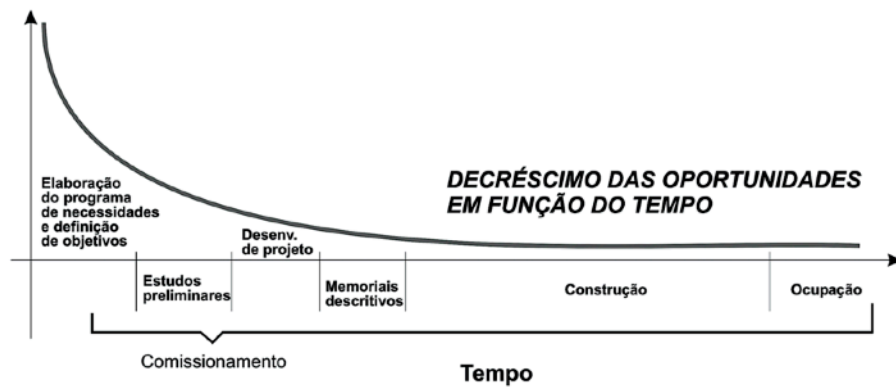 DECRÉSCIMO DAS OPORTUNIDADES
EM FUNÇÃO DO TEMPO
Elaboração
do programa
de necessidades
e definição
de objetivos
Estudos
preliminares
Desenv.
de projeto
Memoriais
descritivos
Construção
Ocupação
Comissionamento
Tempo